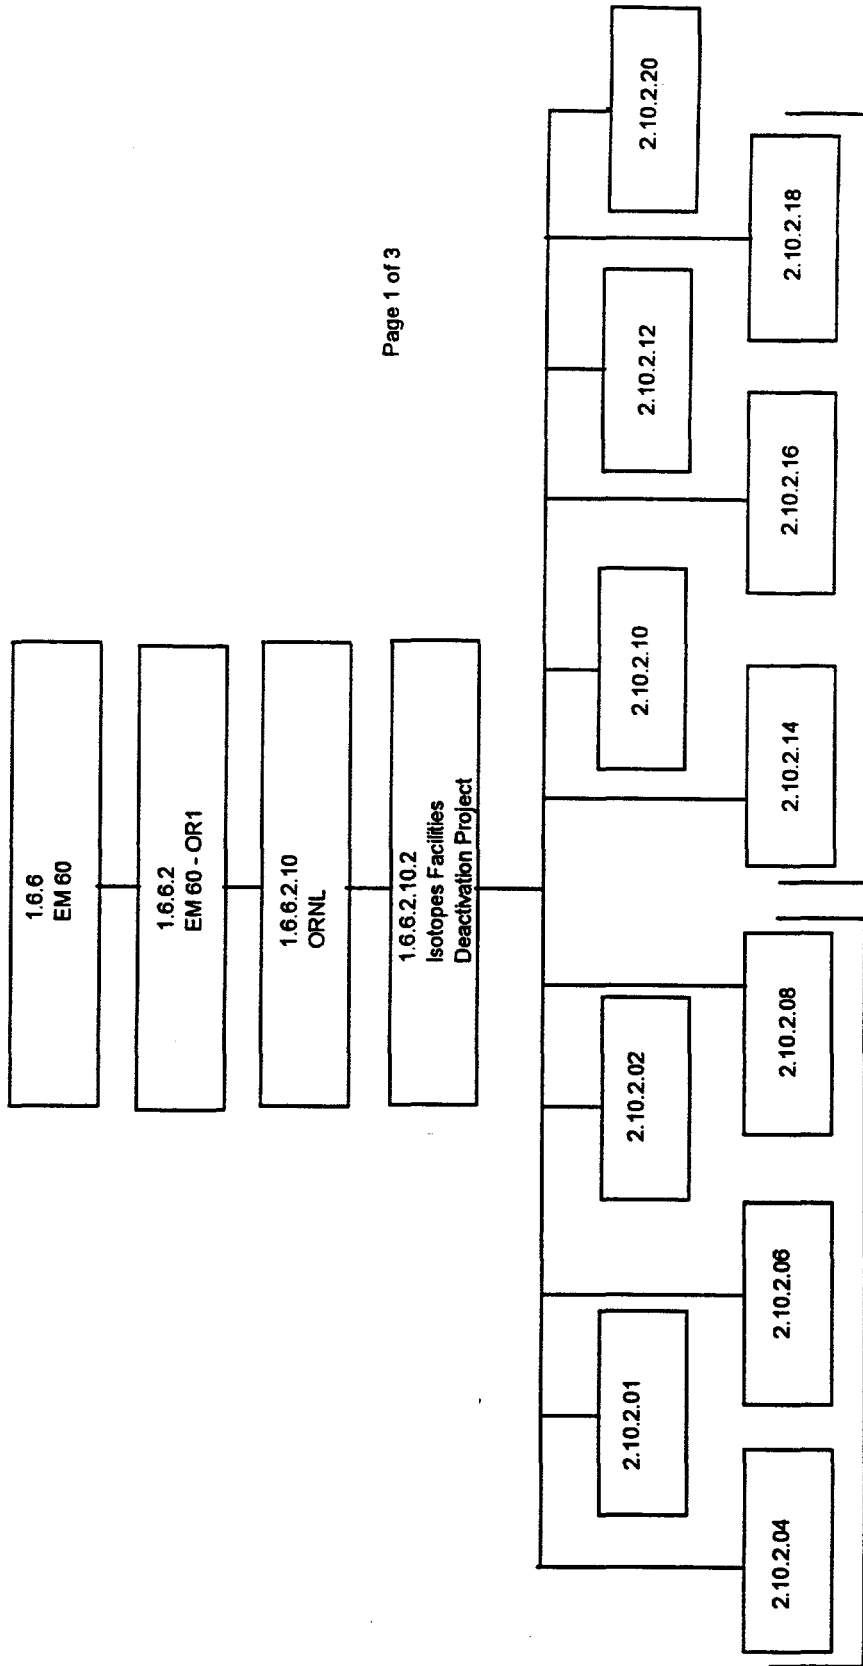 1.6.6
EM 60
1.6.6.2
EM 60 - OR1
1.6.6.2.10
ORNL
1.6.6.2.10.2
Isotopes Facilities
Deactivation Project
Page 1 of 3
2.10.2.01
2.10.2.02
2.10.2.10
2.10.2.12
2.10.2.20
2.10.2.04
2.10.2.06
2.10.2.08
2.10.2.14
2.10.2.16
2.10.2.18